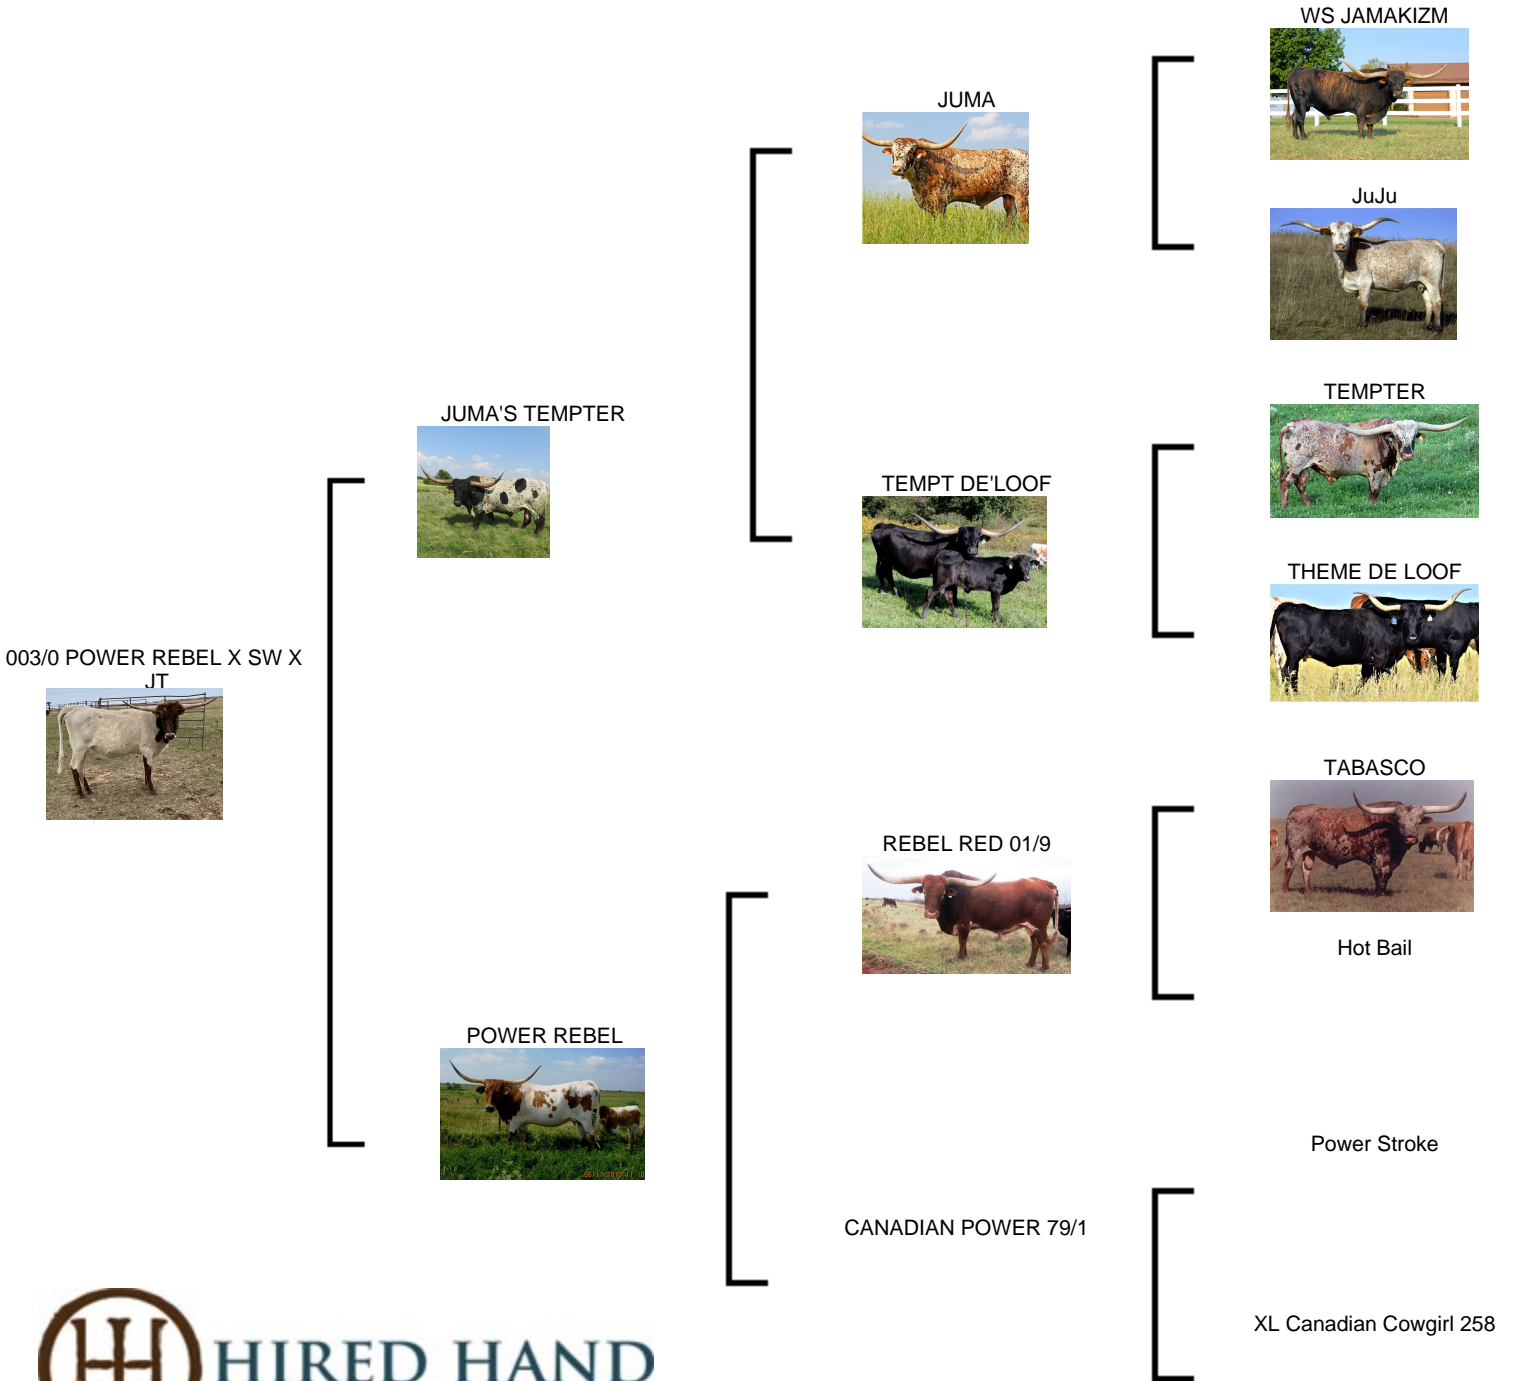 WS JAMAKIZM
JUMA
JuJu
TEMPTER
JUMA'S TEMPTER
TEMPT DE'LOOF
THEME DE LOOF
003/0 POWER REBEL X SW X
JT
TABASCO
REBEL RED 01/9
Hot Bail
POWER REBEL
Power Stroke
CANADIAN POWER 79/1
XL Canadian Cowgirl 258
HIRED HAND